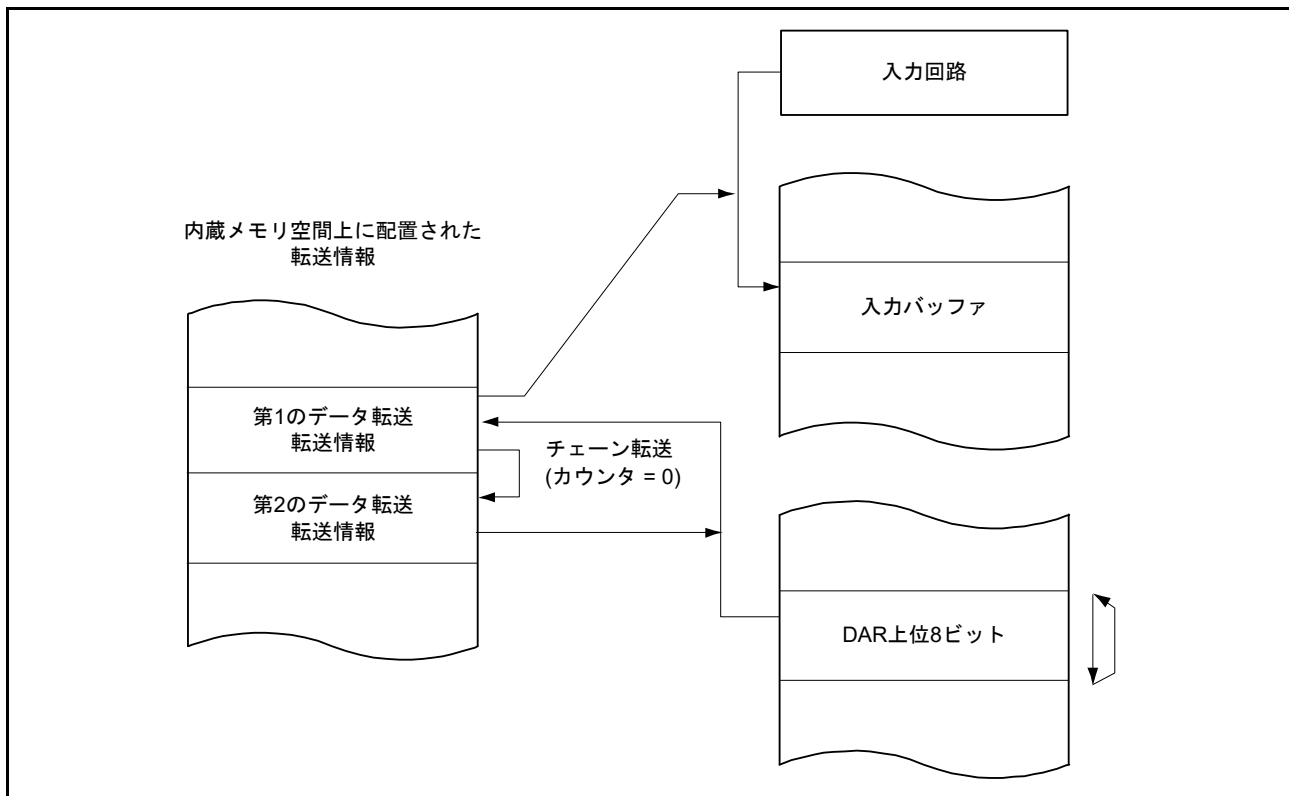 入力回路
内蔵メモリ空間上に配置された
転送情報
入力バッファ
第1のデータ転送
転送情報
チェーン転送
(カウンタ = 0)
第2のデータ転送
転送情報
DAR上位8ビット